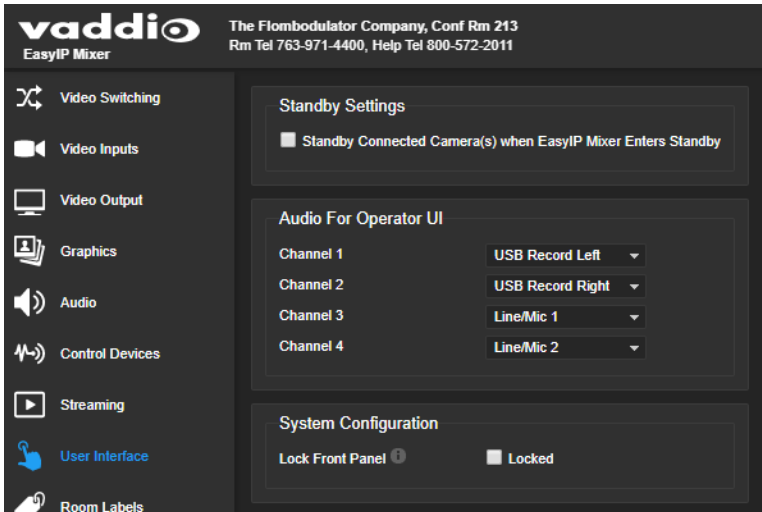 vaddio
EasyIP Mixer
The Flombodulator Company, Conf Rm 213
Rm Tel 763-971-4400, Help Tel 800-572-2011
Video Switching
Video Inputs
Video Output
Graphics
Audio
Control Devices
Streaming
User Interface
Room Labels
Standby Settings
Standby Connected Camera(s) when EasyIP Mixer Enters Standby
Audio For Operator UI
Channel 1 USB Record Left
Channel 2 USB Record Right
Channel 3 Line/Mic 1
Channel 4 Line/Mic 2
System Configuration
Lock Front Panel Locked